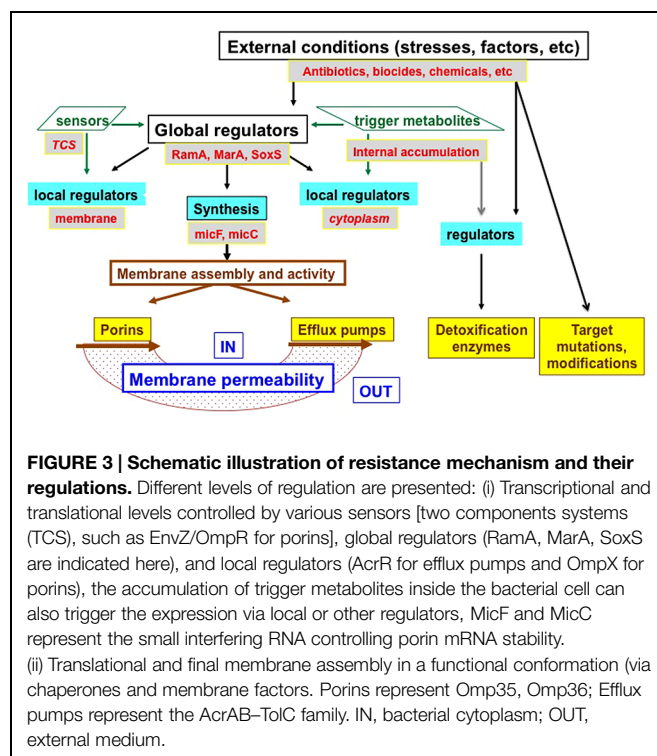 External conditions (stresses, factors, etc)
Antibiotics, biocides, chemicals, etc
sensors
trigger metabolites
Global regulators
TCS
RamA, MarA, SoxS
Internal accumulation
local regulators
local regulators
membrane
Synthesis
cytoplasm
micF, micC
regulators
Membrane assembly and activity
Porins
Efflux pumps
IN
Detoxification
enzymes
Target
mutations,
modifications
Membrane permeability
OUT
FIGURE 3 | Schematic illustration of resistance mechanism and their
regulations. Different levels of regulation are presented: (i) Transcriptional and
translational levels controlled by various sensors [two components systems
(TCS), such as EnvZ/OmpR for porins], global regulators (RamA, MarA, SoxS
are indicated here), and local regulators (AcrR for efflux pumps and OmpX for
porins), the accumulation of trigger metabolites inside the bacterial cell can
also trigger the expression via local or other regulators, MicF and MicC
represent the small interfering RNA controlling porin mRNA stability.
(ii) Translational and final membrane assembly in a functional conformation (via
chaperones and membrane factors. Porins represent Omp35, Omp36; Efflux
pumps represent the AcrAB–TolC family. IN, bacterial cytoplasm; OUT,
external medium.